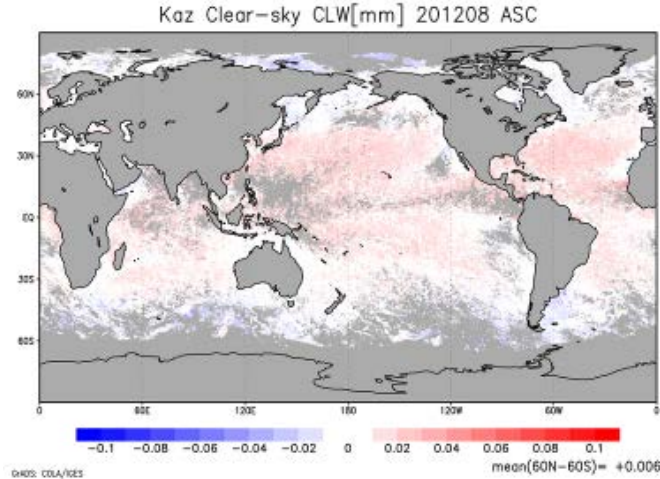 Kaz Clear-sky CLW[mm] 201208 ASC
60N
30N
EQ
30S
60S
0 60E 120E 180 120W 60W 0
-0.1 -0.08 -0.06 -0.04 -0.02 0 0.02 0.04 0.06 0.08 0.1
GrADS: COLA/IGES
mean(60N-60S)= +0.006